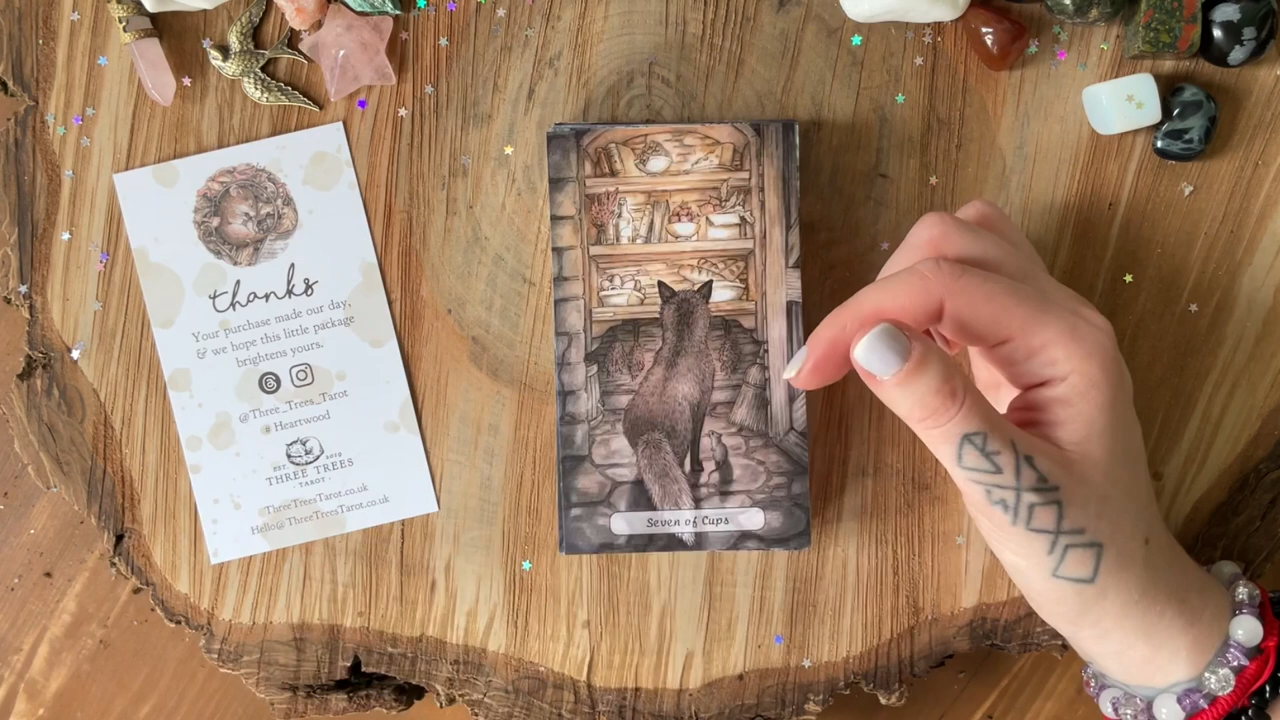 thanks
Your purchase made our day,
& we hope this little package
brightens yours.
@Three_Trees_Tarot
# Heartwood
EST. 2019
THREE TREES
- TAROT -
ThreeTreesTarot.co.uk
Hello@ThreeTreesTarot.co.uk
Seven of Cups